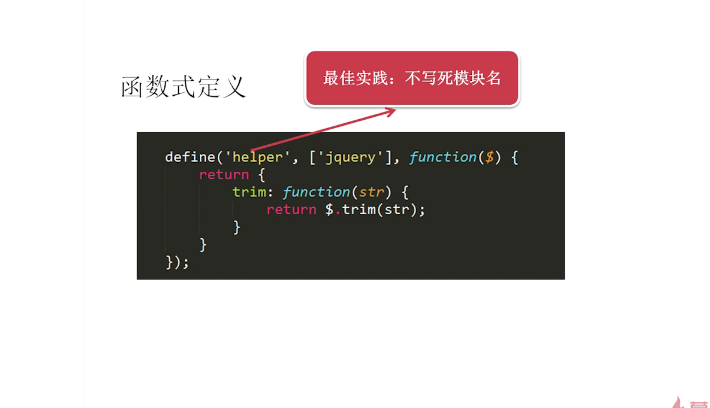 函数式定义
最佳实践：不写死模块名
define('helper', ['jquery'], function($) {
    return {
        trim: function(str) {
            return $.trim(str);
        }
    }
});